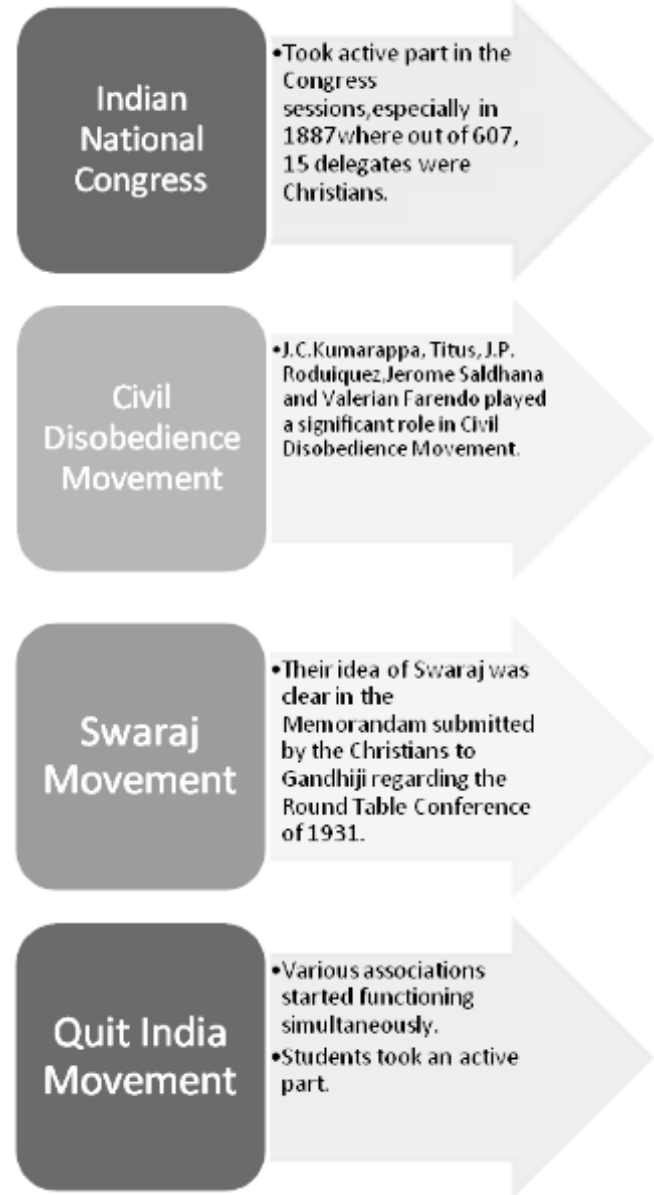 Indian
National
Congress
•Took active part in the
Congress
sessions,especially in
1887where out of 607,
15 delegates were
Christians.
Civil
Disobedience
Movement
•J.C.Kumarappa, Titus, J.P.
Roduiquez,Jerome Saldhana
and Valerian Farendo played
a significant role in Civil
Disobedience Movement.
Swaraj
Movement
•Their idea of Swaraj was
clear in the
Memorandam submitted
by the Christians to
Gandhiji regarding the
Round Table Conference
of 1931.
Quit India
Movement
•Various associations
started functioning
simultaneously.
•Students took an active
part.